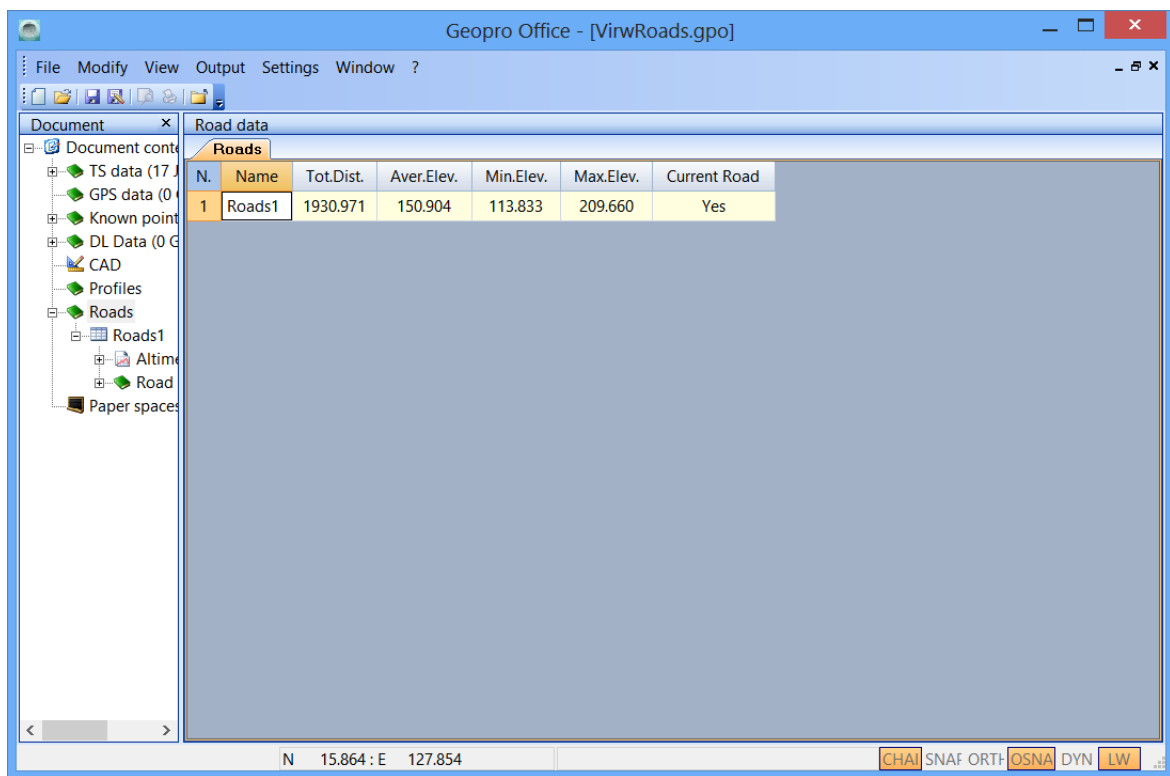 Geopro Office - [VirwRoads.gpo]
File Modify View Output Settings Window ?
Document
Road data
Document conte
TS data (17 J
GPS data (0
Known point
DL Data (0 G
CAD
Profiles
Roads
Roads1
Altime
Road
Paper spaces
Roads
N. Name Tot.Dist. Aver.Elev. Min.Elev. Max.Elev. Current Road
1 Roads1 1930.971 150.904 113.833 209.660 Yes
N 15.864 : E 127.854
CHAI SNAF ORTH OSNA DYN LW